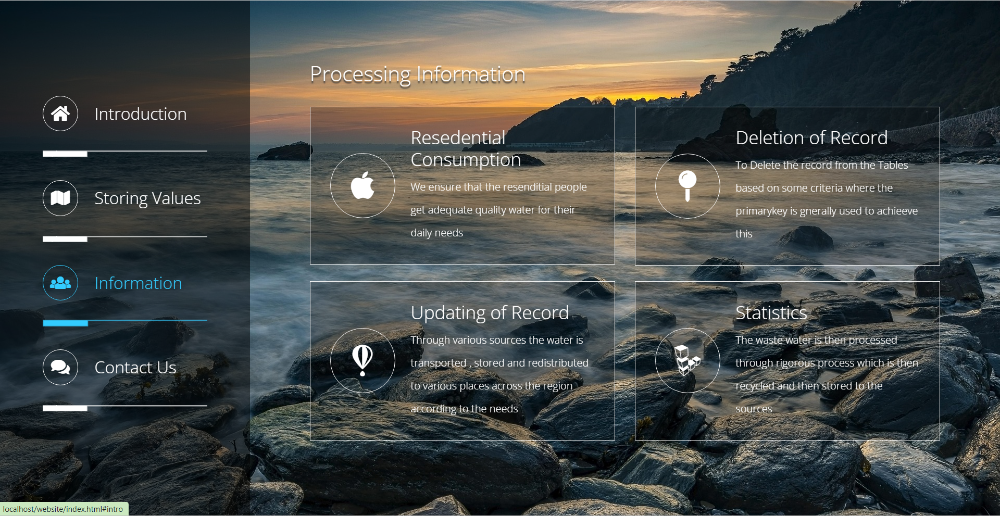 Introduction
Storing Values
Information
Contact Us
Processing Information
Resedential
Consumption
We ensure that the resenditial people
get adequate quality water for their
daily needs
Deletion of Record
To Delete the record from the Tables
based on some criteria where the
primarykey is gnerally used to achieeve
this
Updating of Record
Through various sources the water is
transported , stored and redistributed
to various places across the region
according to the needs
Statistics
The waste water is then processed
through rigorous process which is then
recycled and then stored to the
sources
localhost/website/index.html#intro